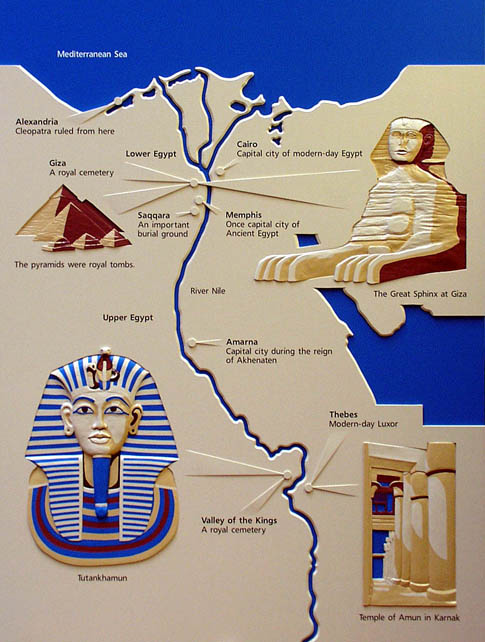 Mediterranean Sea
Alexandria
Cleopatra ruled from here
Lower Egypt
Cairo
Capital city of modern-day Egypt
Giza
A royal cemetery
Saqqara
An important
burial ground
Memphis
Once capital city of
Ancient Egypt
The pyramids were royal tombs.
The Great Sphinx at Giza
River Nile
Upper Egypt
Amarna
Capital city during the reign
of Akhenaten
Thebes
Modern-day Luxor
Valley of the Kings
A royal cemetery
Tutankhamun
Temple of Amun in Karnak